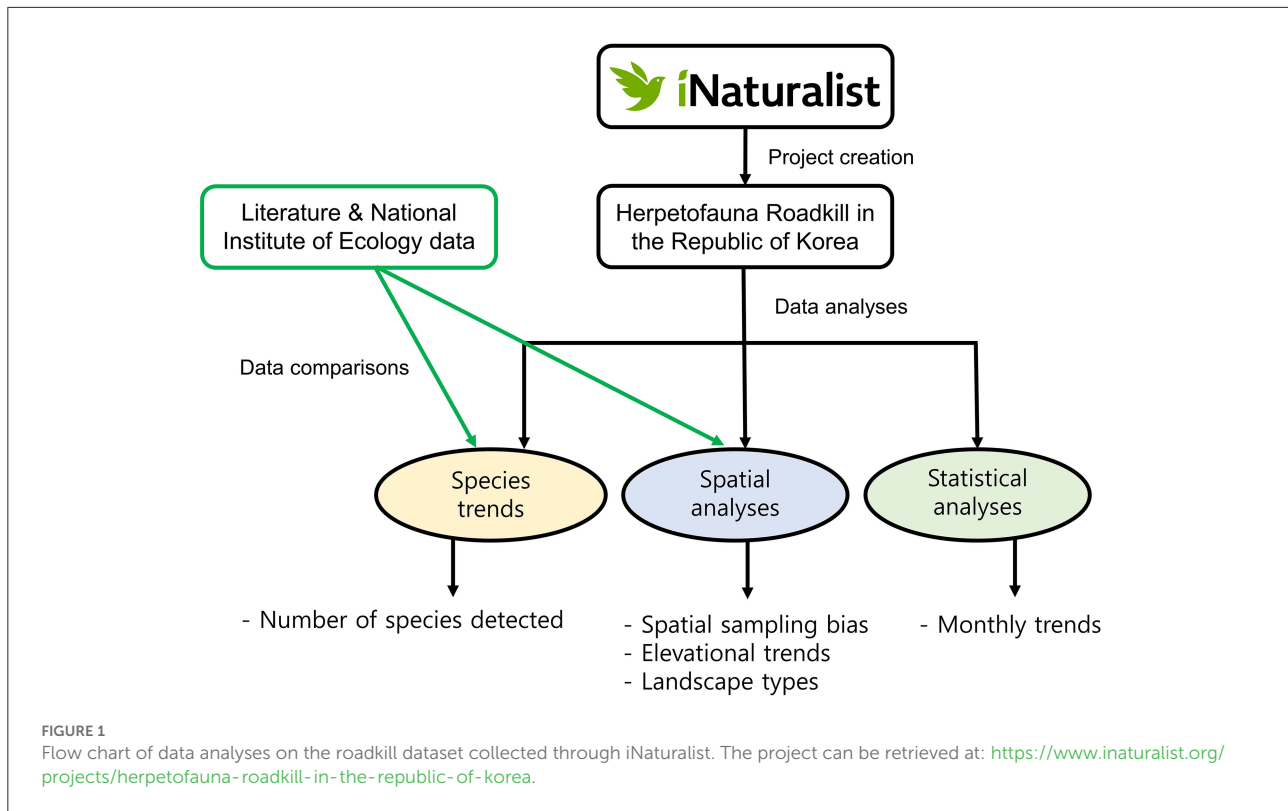 iNaturalist
Project creation
Literature & National
Institute of Ecology data
Herpetofauna Roadkill in
the Republic of Korea
Data analyses
Data comparisons
Species
trends
Spatial
analyses
Statistical
analyses
- Number of species detected
- Spatial sampling bias
- Elevational trends
- Landscape types
- Monthly trends
FIGURE 1
Flow chart of data analyses on the roadkill dataset collected through iNaturalist. The project can be retrieved at: https://www.inaturalist.org/
projects/herpetofauna-roadkill-in-the-republic-of-korea.